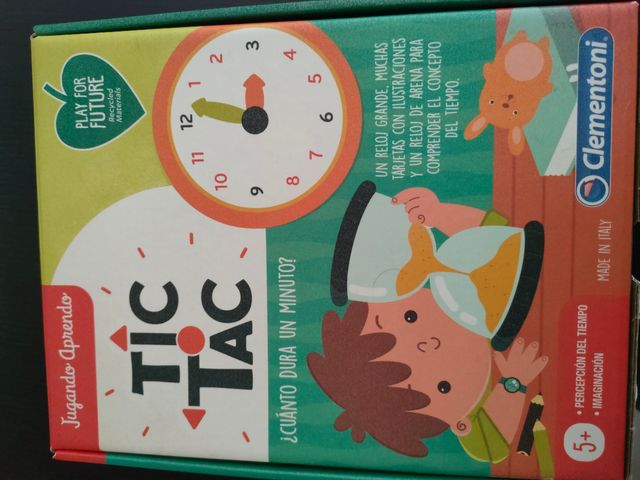 Jugando Aprendo
PLAY FOR
FUTURE
Recycled
Materials
TIC
TAC
¿CUÁNTO DURA UN MINUTO?
12
1
2
3
4
5
6
7
8
9
10
11
UN RELOJ GRANDE, MUCHAS
TARJETAS CON ILUSTRACIONES
Y UN RELOJ DE ARENA PARA
COMPRENDER EL CONCEPTO
DEL TIEMPO.
5+
• PERCEPCIÓN DEL TIEMPO
• IMAGINACIÓN
MADE IN ITALY
Clementoni